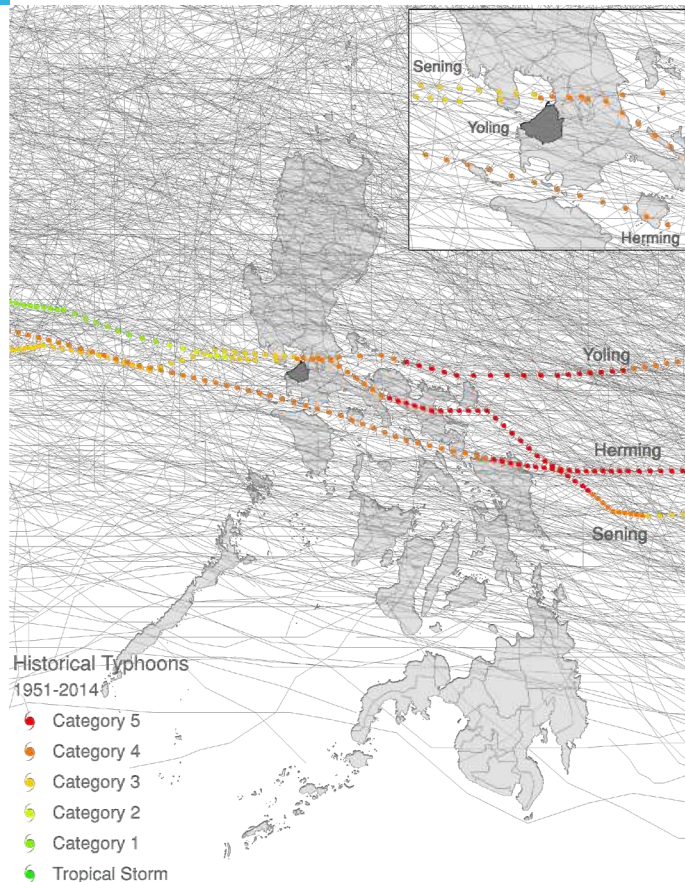 Sening
Yoling
Herming
Yoling
Herming
Sening
Historical Typhoons
1951-2014
Category 5
Category 4
Category 3
Category 2
Category 1
Tropical Storm